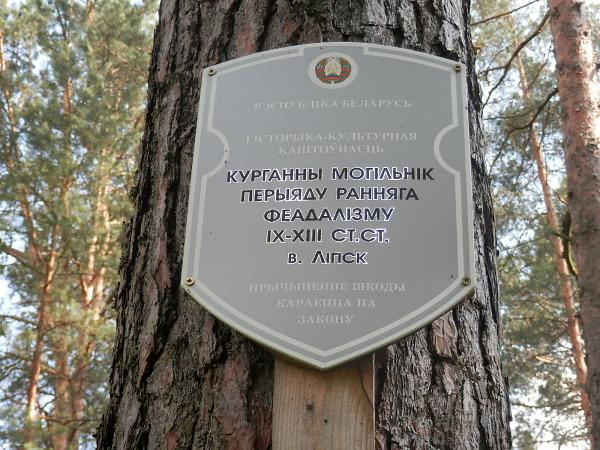 РЭСПУБЛІКА БЕЛАРУСЬ
ГІСТОРЫКА-КУЛЬТУРНАЯ
КАШТОЎНАСЦЬ
КУРГАННЫ МОГІЛЬНІК
ПЕРЫЯДУ РАННЯГА
ФЕАДАЛІЗМУ
IX-XIII СТ.СТ.
В. ЛІПСК
ПРЫЧЫНЕННЕ ШКОДЫ
КАРАЕЦЦА ПА
ЗАКОНУ